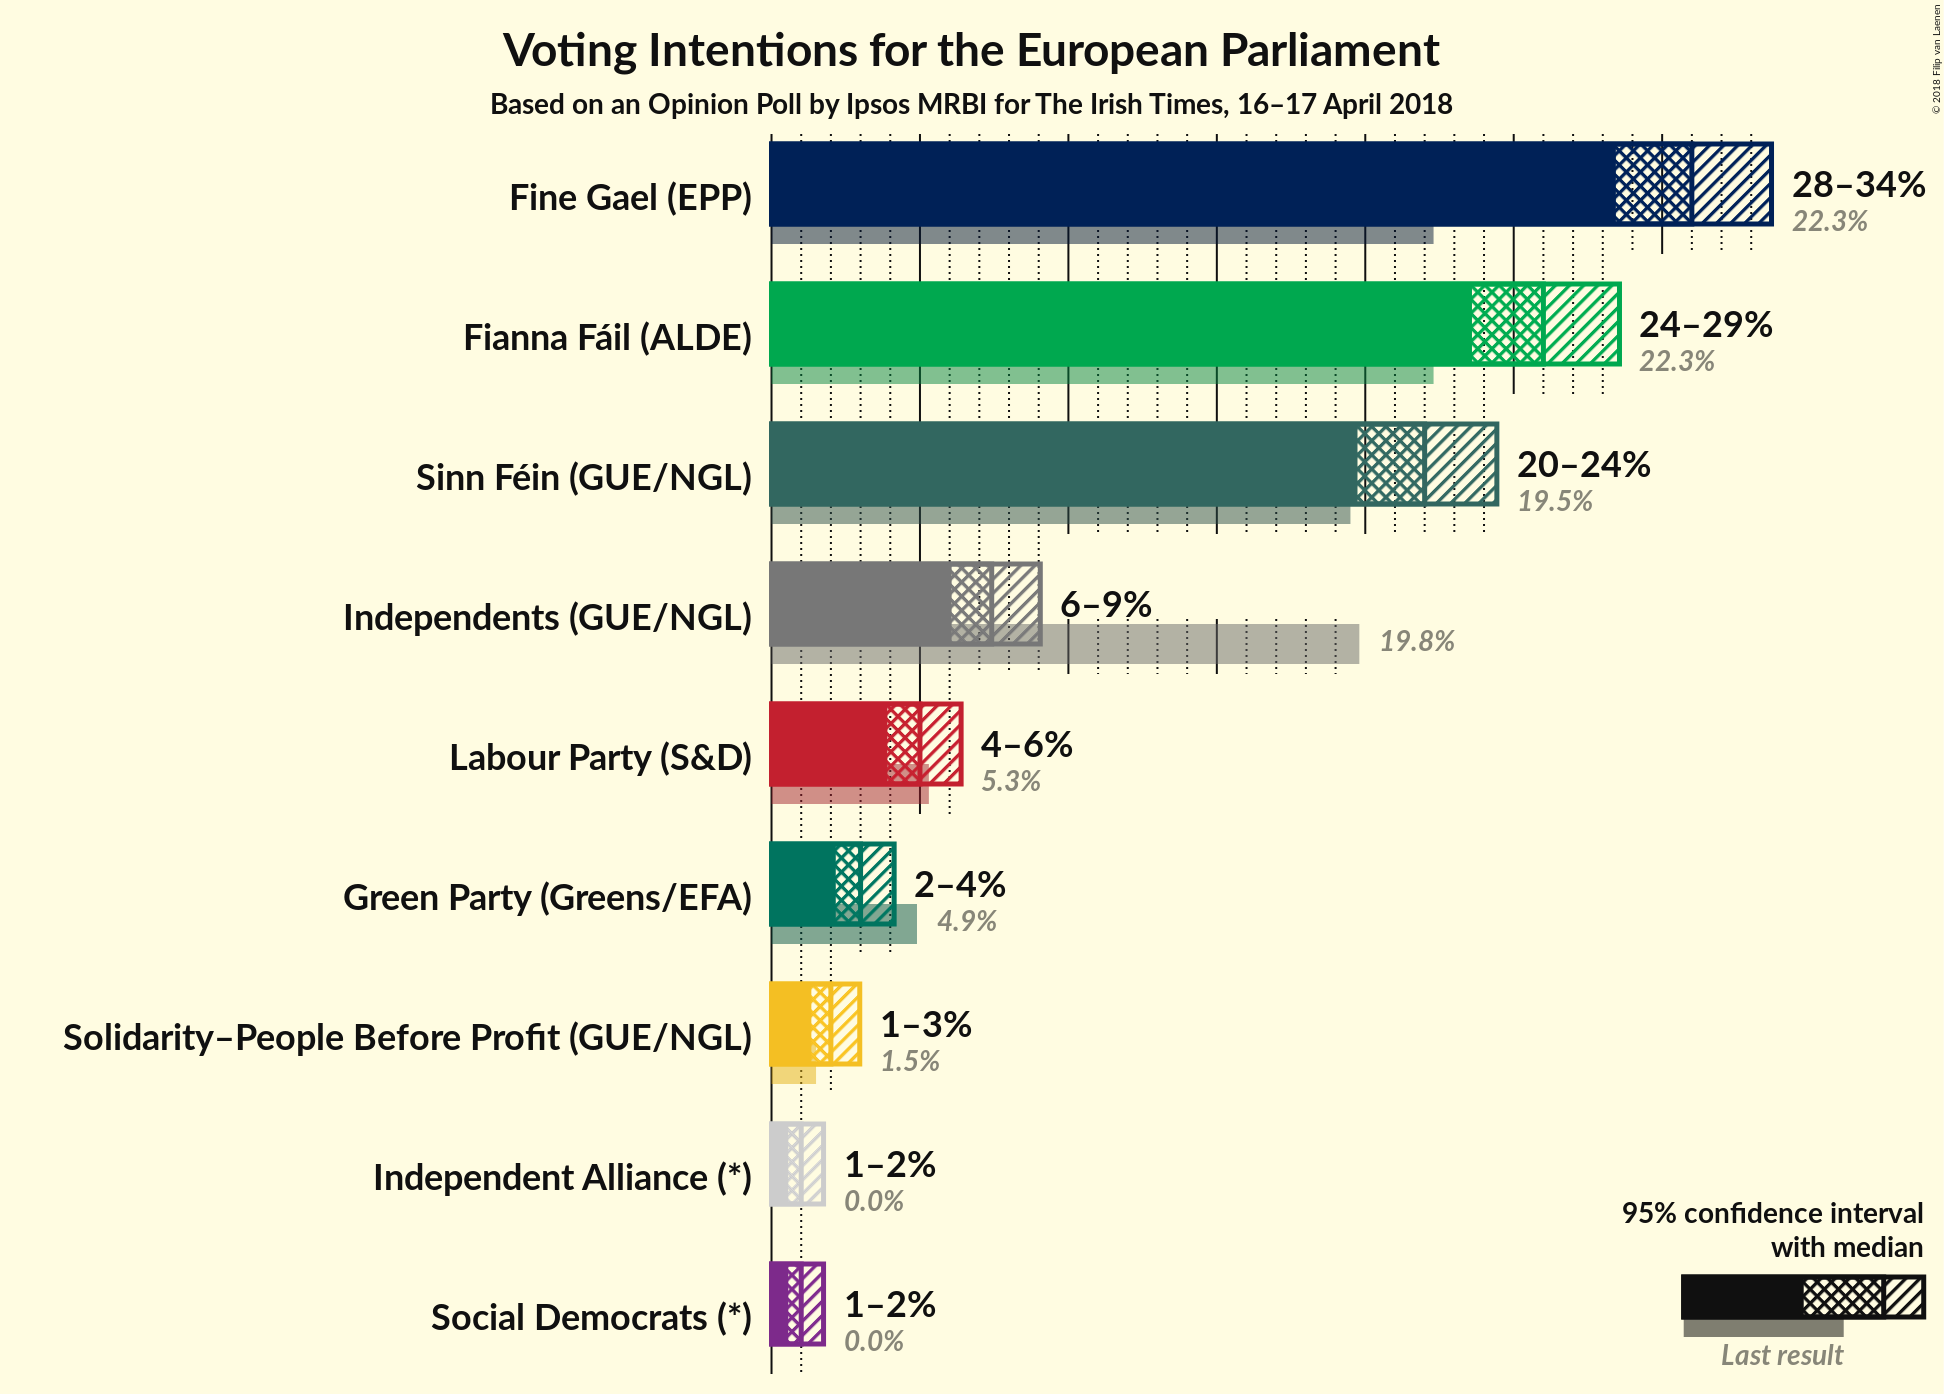 Voting Intentions for the European Parliament
Based on an Opinion Poll by Ipsos MRBI for The Irish Times, 16–17 April 2018
© 2018 Filip van Laenen
Fine Gael (EPP)
28–34%
22.3%
Fianna Fáil (ALDE)
24–29%
22.3%
Sinn Féin (GUE/NGL)
20–24%
19.5%
Independents (GUE/NGL)
6–9%
19.8%
Labour Party (S&D)
4–6%
5.3%
Green Party (Greens/EFA)
2–4%
4.9%
Solidarity–People Before Profit (GUE/NGL)
1–3%
1.5%
Independent Alliance (*)
1–2%
0.0%
Social Democrats (*)
1–2%
0.0%
95% confidence interval
with median
Last result